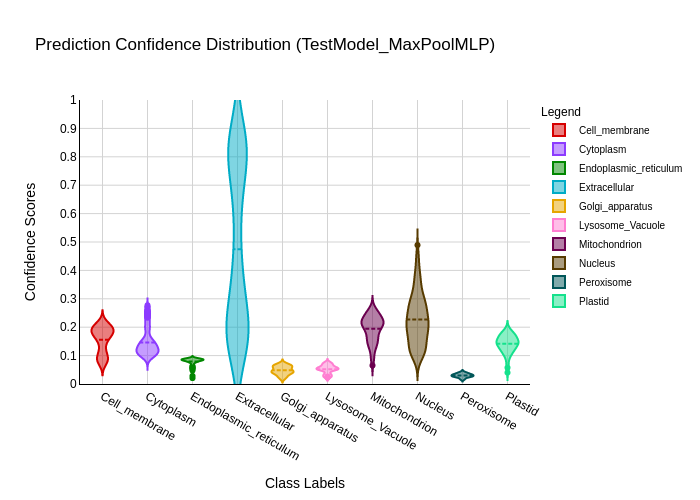 Prediction Confidence Distribution (TestModel_MaxPoolMLP)
Confidence Scores
1
0.9
0.8
0.7
0.6
0.5
0.4
0.3
0.2
0.1
0
Cell_membrane
Cytoplasm
Endoplasmic_reticulum
Extracellular
Golgi_apparatus
Lysosome_Vacuole
Mitochondrion
Nucleus
Peroxisome
Plastid
Class Labels
Legend
Cell_membrane
Cytoplasm
Endoplasmic_reticulum
Extracellular
Golgi_apparatus
Lysosome_Vacuole
Mitochondrion
Nucleus
Peroxisome
Plastid